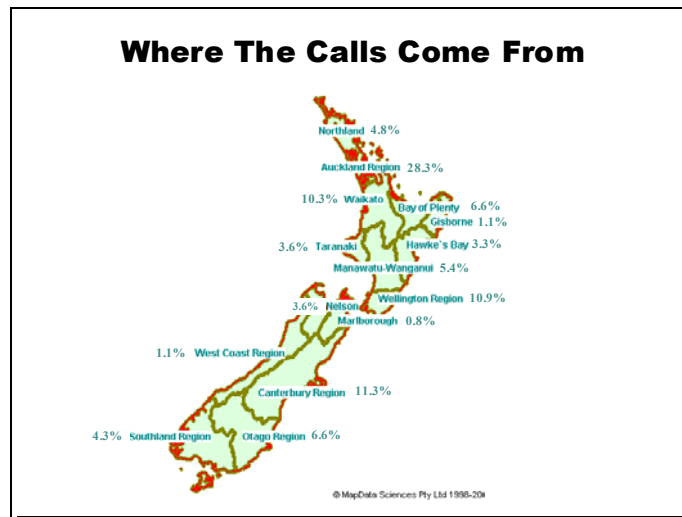 Where The Calls Come From
Northland 4.8%
Auckland Region 28.3%
10.3% Waikato
Bay of Plenty 6.6%
Gisborne 1.1%
3.6% Taranaki
Hawke`s Bay 3.3%
Manawatu-Wanganui 5.4%
Wellington Region 10.9%
3.6% Nelson
Marlborough 0.8%
1.1% West Coast Region
Canterbury Region 11.3%
4.3% Southland Region
Otago Region 6.6%
© MapData Sciences Pty Ltd 1998-20